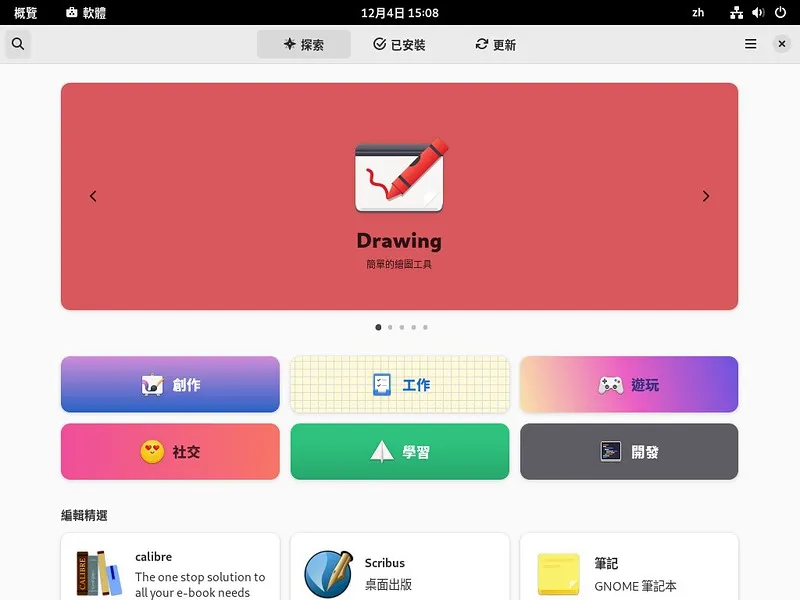 概覽 軟體 12月4日 15:08 zh
探索 已安裝 更新
Drawing
簡單的繪圖工具
創作 工作 遊玩
社交 學習 開發
編輯精選
calibre
The one stop solution to
all your e-book needs
Scribus
桌面出版
筆記
GNOME 筆記本
CALIBRE